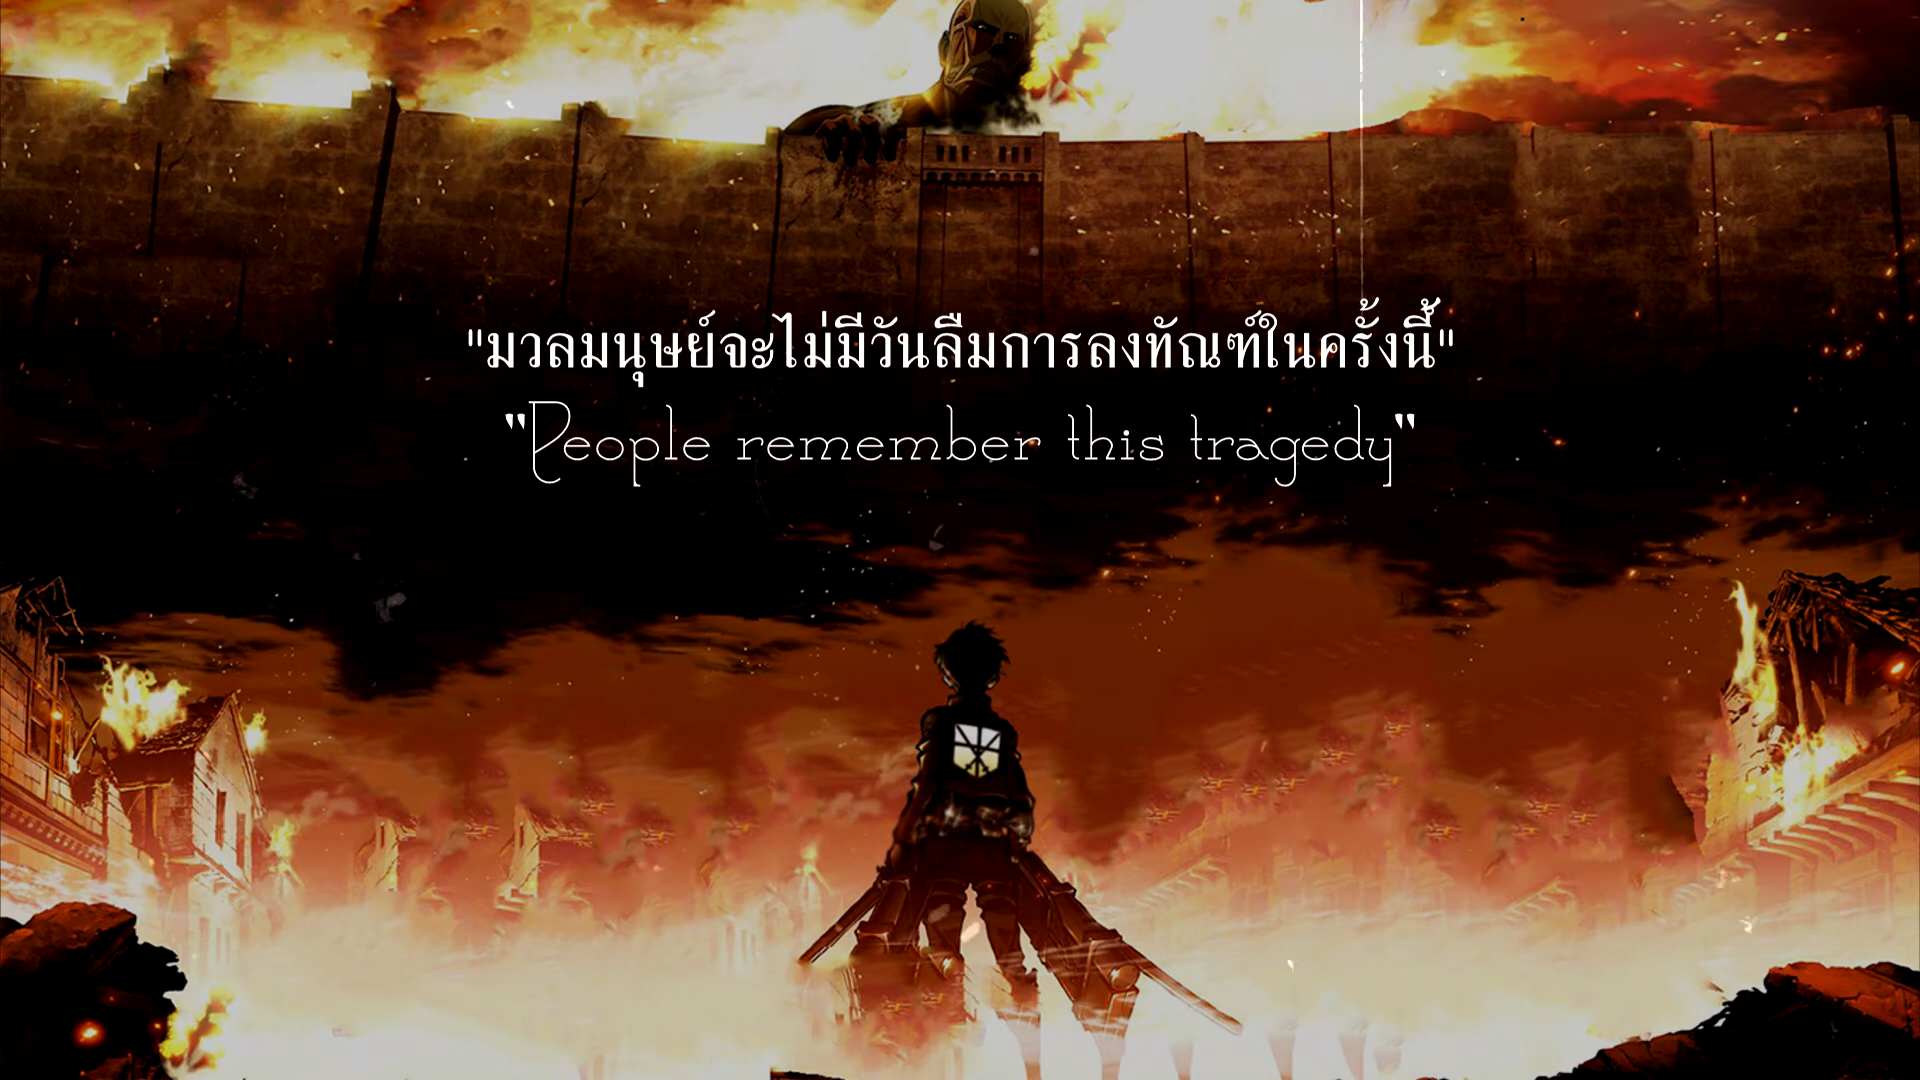 "มวลมนุษย์จะไม่มีวันลืมการลงทัณฑ์ในครั้งนี้"
"People remember this tragedy"